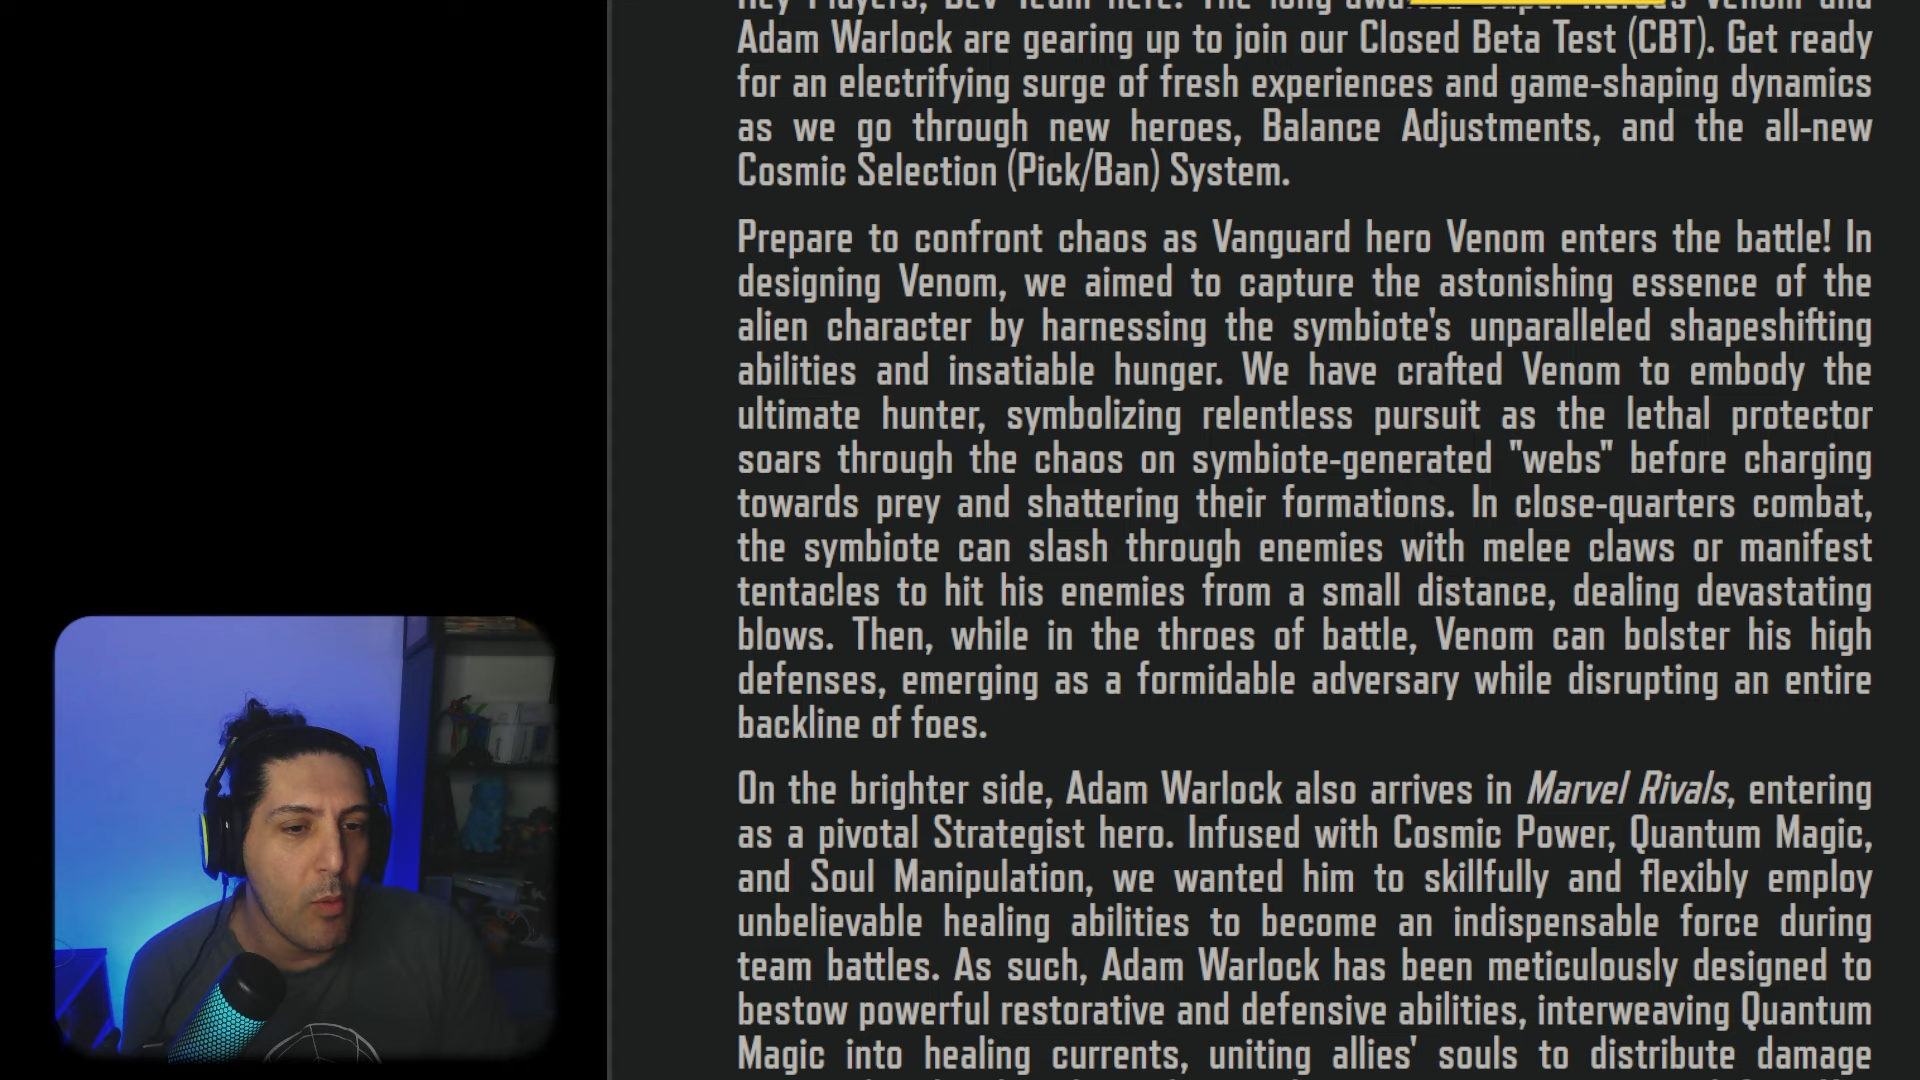 Hey Players, Dev Team here! The long-awaited Super Heroes Venom and
Adam Warlock are gearing up to join our Closed Beta Test (CBT). Get ready
for an electrifying surge of fresh experiences and game-shaping dynamics
as we go through new heroes, Balance Adjustments, and the all-new
Cosmic Selection (Pick/Ban) System.
Prepare to confront chaos as Vanguard hero Venom enters the battle! In
designing Venom, we aimed to capture the astonishing essence of the
alien character by harnessing the symbiote's unparalleled shapeshifting
abilities and insatiable hunger. We have crafted Venom to embody the
ultimate hunter, symbolizing relentless pursuit as the lethal protector
soars through the chaos on symbiote-generated "webs" before charging
towards prey and shattering their formations. In close-quarters combat,
the symbiote can slash through enemies with melee claws or manifest
tentacles to hit his enemies from a small distance, dealing devastating
blows. Then, while in the throes of battle, Venom can bolster his high
defenses, emerging as a formidable adversary while disrupting an entire
backline of foes.
On the brighter side, Adam Warlock also arrives in Marvel Rivals, entering
as a pivotal Strategist hero. Infused with Cosmic Power, Quantum Magic,
and Soul Manipulation, we wanted him to skillfully and flexibly employ
unbelievable healing abilities to become an indispensable force during
team battles. As such, Adam Warlock has been meticulously designed to
bestow powerful restorative and defensive abilities, interweaving Quantum
Magic into healing currents, uniting allies' souls to distribute damage